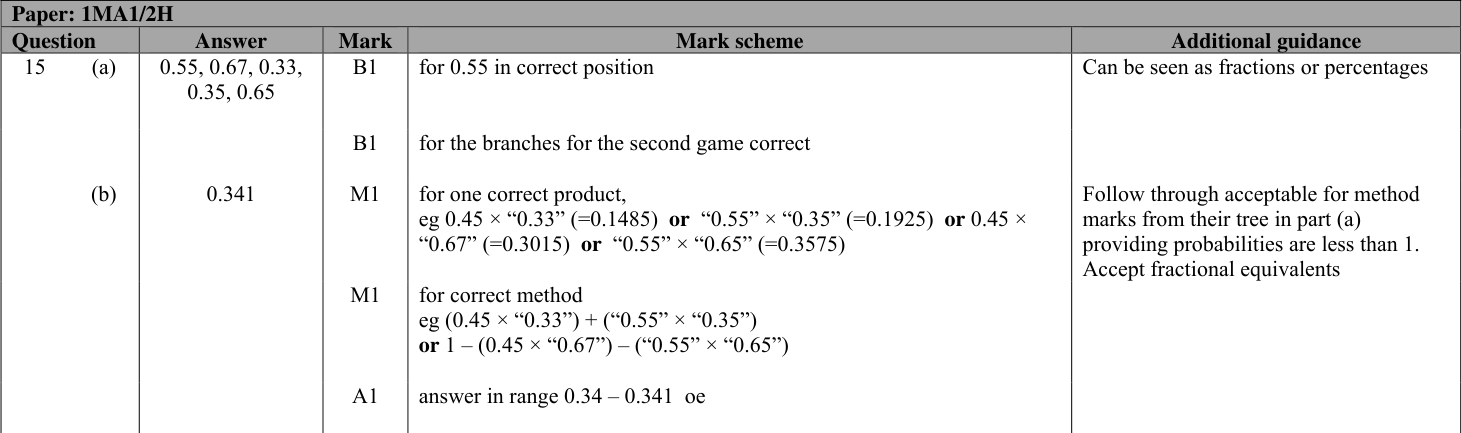 Paper: 1MA1/2H
Question Answer Mark Mark scheme Additional guidance
15 (a) 0.55, 0.67, 0.33, B1 for 0.55 in correct position Can be seen as fractions or percentages
0.35, 0.65
B1 for the branches for the second game correct
(b) 0.341 M1 for one correct product, Follow through acceptable for method
eg 0.45 × “0.33” (=0.1485) or “0.55” × “0.35” (=0.1925) or 0.45 × marks from their tree in part (a)
“0.67” (=0.3015) or “0.55” × “0.65” (=0.3575) providing probabilities are less than 1.
Accept fractional equivalents
M1 for correct method
eg (0.45 × “0.33”) + (“0.55” × “0.35”)
or 1 – (0.45 × “0.67”) – (“0.55” × “0.65”)
A1 answer in range 0.34 – 0.341 oe